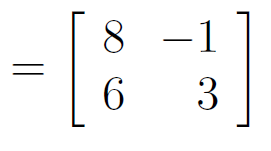 = [ 8 −1
6 3 ]